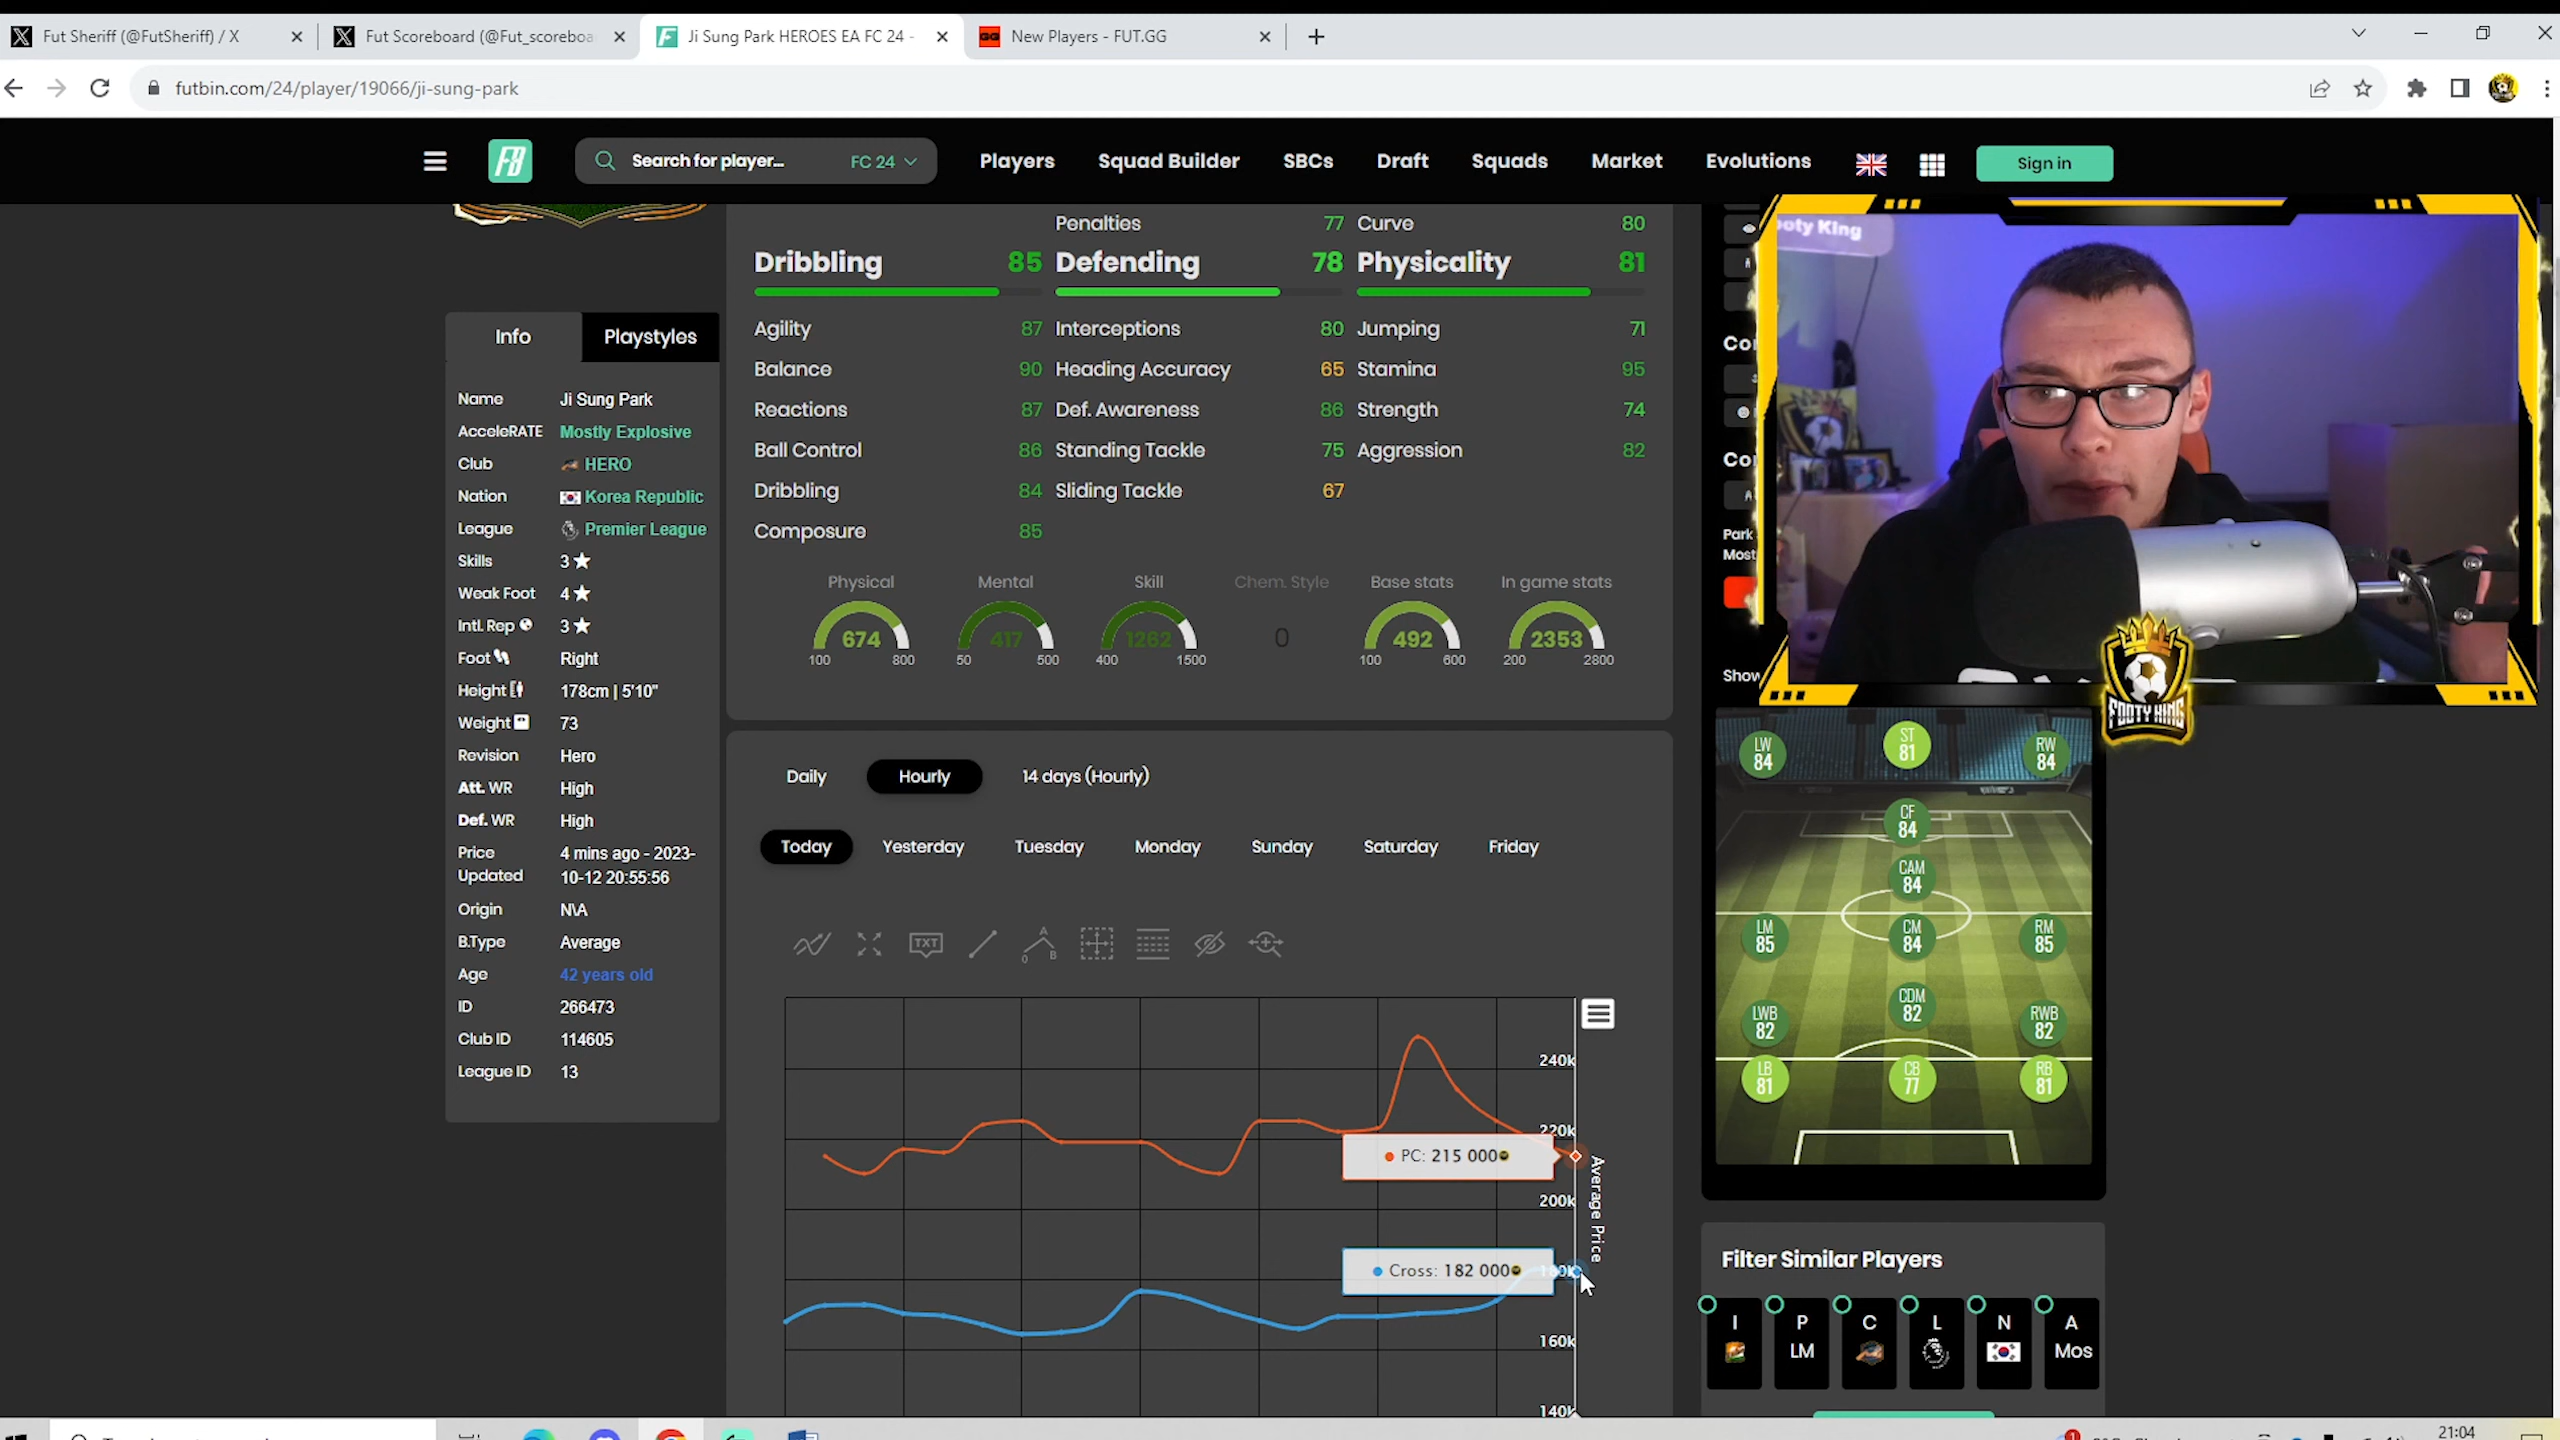 Fut Sheriff (@FutSheriff) / X
Fut Scoreboard (@Fut_scoreboa
Ji Sung Park HEROES EA FC 24 -
GG
New Players - FUT.GG
futbin.com/24/player/19066/ji-sung-park
Search for player...
FC 24
Players
Squad Builder
SBCs
Draft
Squads
Market
Evolutions
Sign in
Penalties 77
Curve 80
Dribbling 85
Defending 78
Physicality 81
Agility 87
Interceptions 80
Jumping 71
Balance 90
Heading Accuracy 65
Stamina 95
Reactions 87
Def. Awareness 86
Strength 74
Ball Control 86
Standing Tackle 75
Aggression 82
Dribbling 84
Sliding Tackle 67
Composure 85
Physical
674
100 800
Mental
417
50 500
Skill
1262
400 1500
Chem. Style
0
Base stats
492
100 600
In game stats
2353
200 2800
Info
Playstyles
Name Ji Sung Park
AcceleRATE Mostly Explosive
Club HERO
Nation Korea Republic
League Premier League
Skills 3
Weak Foot 4
Intl. Rep 3
Foot Right
Height 178cm | 5'10"
Weight 73
Revision Hero
Att. WR High
Def. WR High
Price Updated 4 mins ago - 2023-
10-12 20:55:56
Origin N\A
B.Type Average
Age 42 years old
ID 266473
Club ID 114605
League ID 13
Daily
Hourly
14 days (Hourly)
Today
Yesterday
Tuesday
Monday
Sunday
Saturday
Friday
TXT
A
0 B
240k
220k
PC: 215 000
200k
Cross: 182 000
160k
140k
Average Price
ooty King
Park
Most
Show
FOOTY KING
LW 84
ST 81
RW 84
CF 84
CAM 84
LM 85
CM 84
RM 85
LWB 82
CDM 82
RWB 82
LB 81
CB 77
RB 81
Filter Similar Players
I
P
C
L
N
A
LM
Mos
21:04